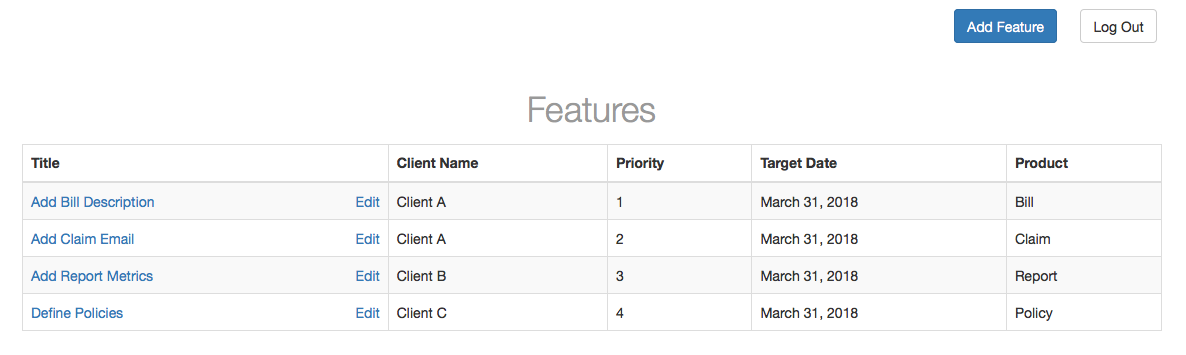 Add Feature Log Out
Features
Title Client Name Priority Target Date Product
Add Bill Description Edit Client A 1 March 31, 2018 Bill
Add Claim Email Edit Client A 2 March 31, 2018 Claim
Add Report Metrics Edit Client B 3 March 31, 2018 Report
Define Policies Edit Client C 4 March 31, 2018 Policy